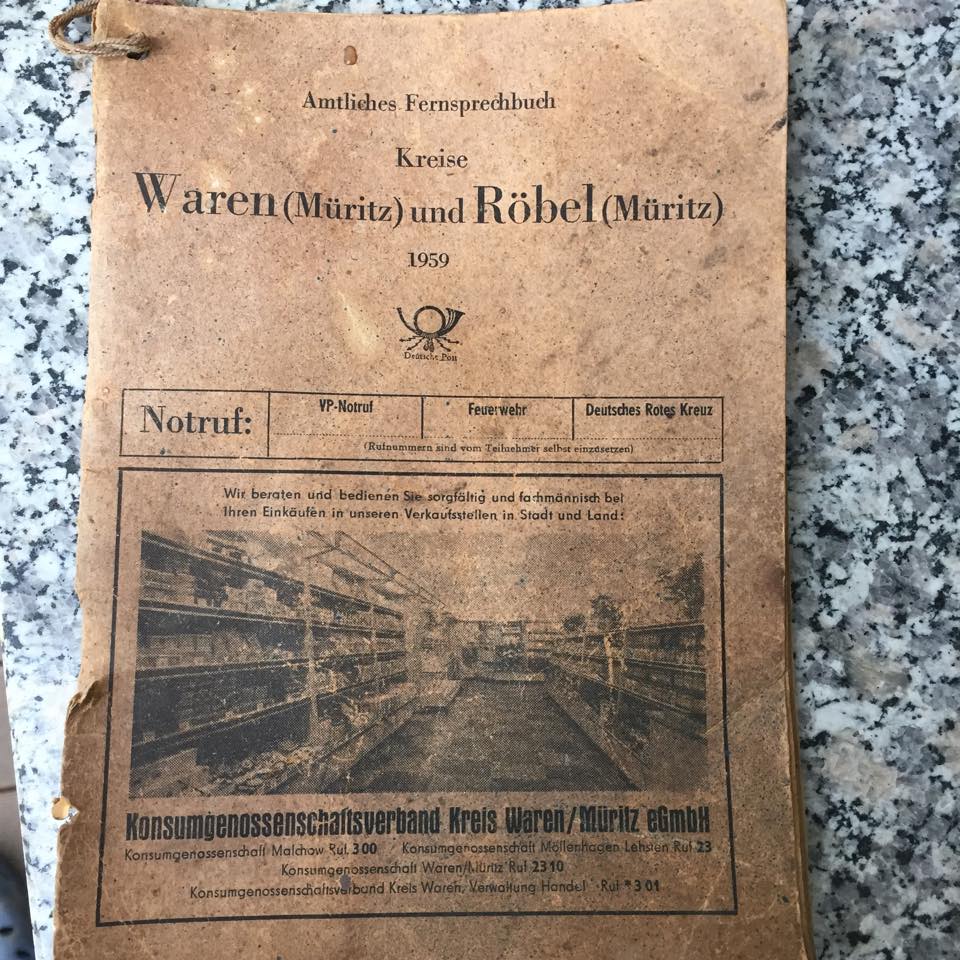 Amtliches Fernsprechbuch
Kreise
Waren (Müritz) und Röbel (Müritz)
1959
Deutsche Post
Notruf:
VP-Notruf
Feuerwehr
Deutsches Rotes Kreuz
(Rufnummern sind vom Teilnehmer selbst einzusetzen)
Wir beraten und bedienen Sie sorgfältig und fachmännisch bei
Ihren Einkäufen in unseren Verkaufsstellen in Stadt und Land:
Konsumgenossenschaftsverband Kreis Waren/Müritz eGmbH
Konsumgenossenschaft Malchow Ruf 300 / Konsumgenossenschaft Möllenhagen Lehsten Ruf 23
Konsumgenossenschaft Waren/Müritz Ruf 2310
Konsumgenossenschaftsverband Kreis Waren, Verwaltung Handel · Ruf * 3 01